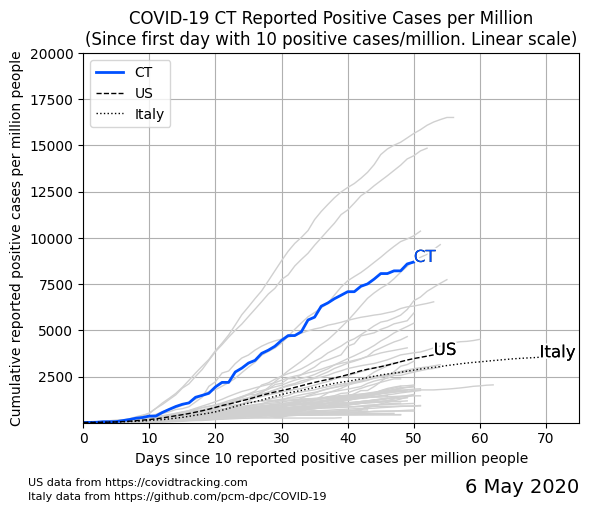 COVID-19 CT Reported Positive Cases per Million
(Since first day with 10 positive cases/million. Linear scale)
Cumulative reported positive cases per million people
20000
17500
15000
12500
10000
7500
5000
2500
CT
US
Italy
CT
US
Italy
0
10
20
30
40
50
60
70
Days since 10 reported positive cases per million people
US data from https://covidtracking.com
Italy data from https://github.com/pcm-dpc/COVID-19
6 May 2020